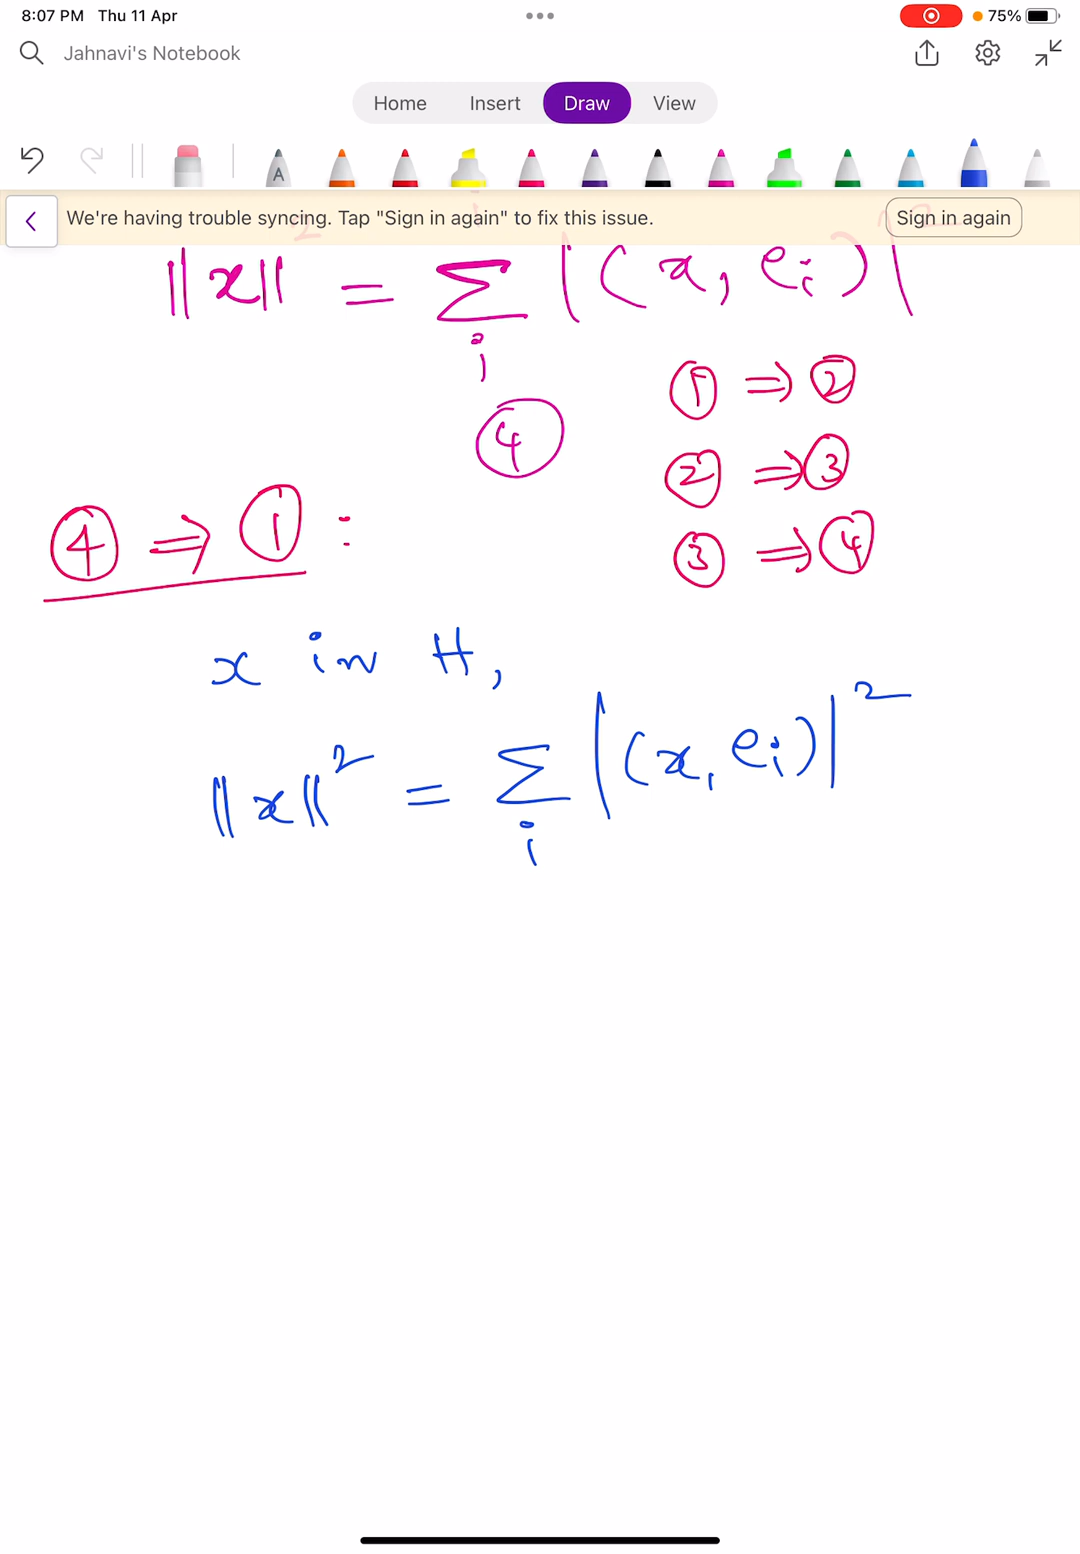 8:07 PM Thu 11 Apr
75%
Jahnavi's Notebook
Home Insert Draw View
A
We're having trouble syncing. Tap "Sign in again" to fix this issue. Sign in again
||x||² = Σ |(x, eᵢ)|²
i
① ⇒ ②
④
② ⇒ ③
④ ⇒ ① :
③ ⇒ ④
x in H,
||x||² = Σ |(x, eᵢ)|²
i